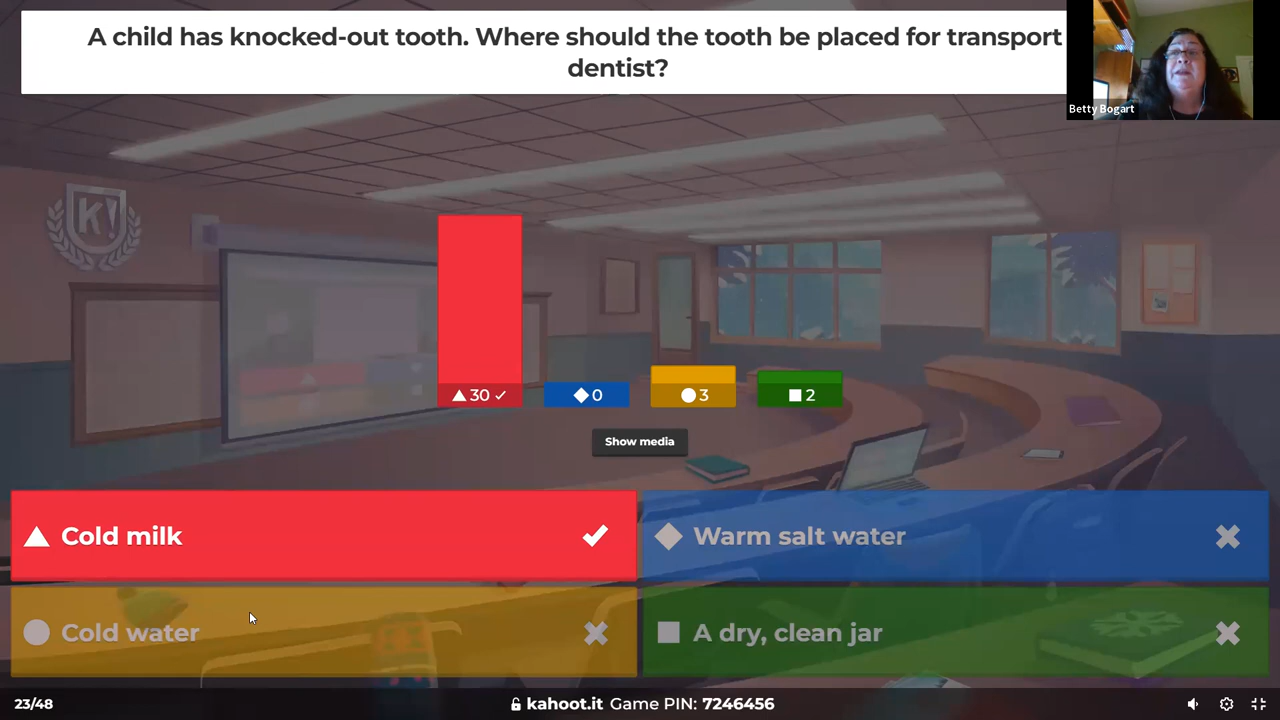 A child has knocked-out tooth. Where should the tooth be placed for transport
dentist?
Betty Bogart
K!
30
0
3
2
Show media
Cold milk
Warm salt water
Cold water
A dry, clean jar
23/48
kahoot.it Game PIN: 7246456